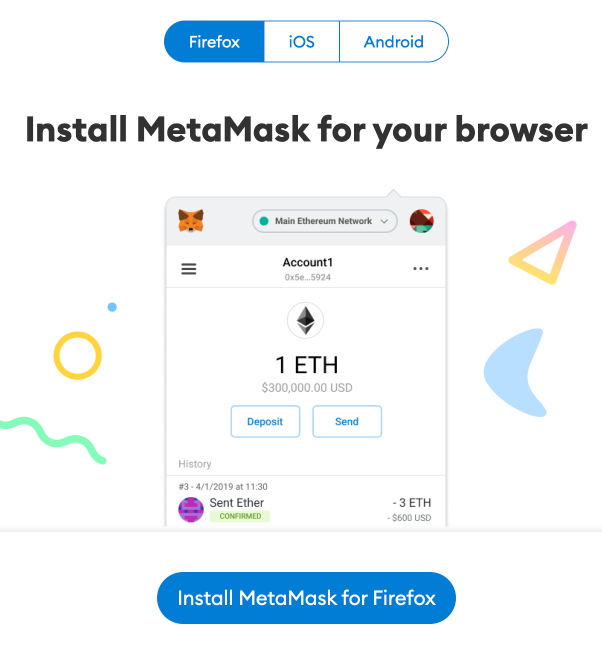 Firefox
iOS
Android
Install MetaMask for your browser
Main Ethereum Network
Account1
0x5e...5924
1 ETH
$300,000.00 USD
Deposit
Send
History
#3 - 4/1/2019 at 11:30
Sent Ether
- 3 ETH
CONFIRMED
- $600 USD
Install MetaMask for Firefox